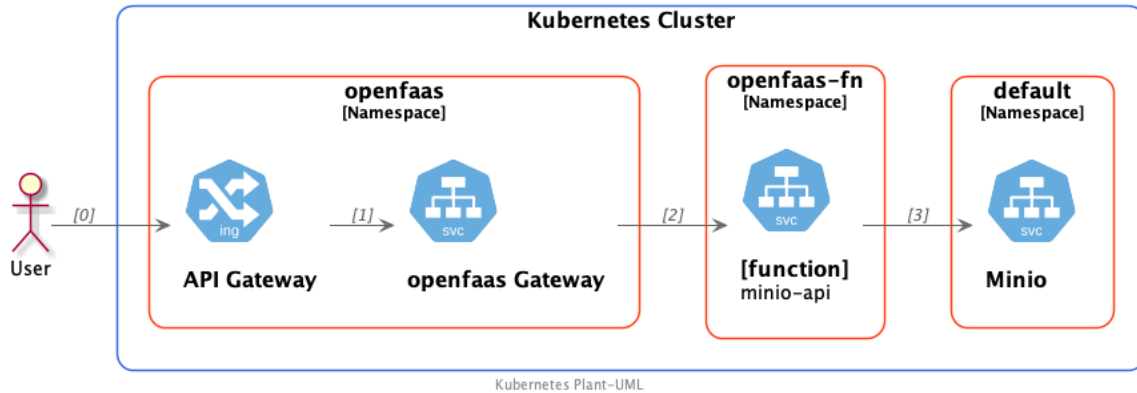 Kubernetes Cluster
openfaas
[Namespace]
openfaas-fn
[Namespace]
default
[Namespace]
[0]
[1]
[2]
[3]
ing
svc
svc
svc
User
API Gateway
openfaas Gateway
[function]
minio-api
Minio
Kubernetes Plant-UML